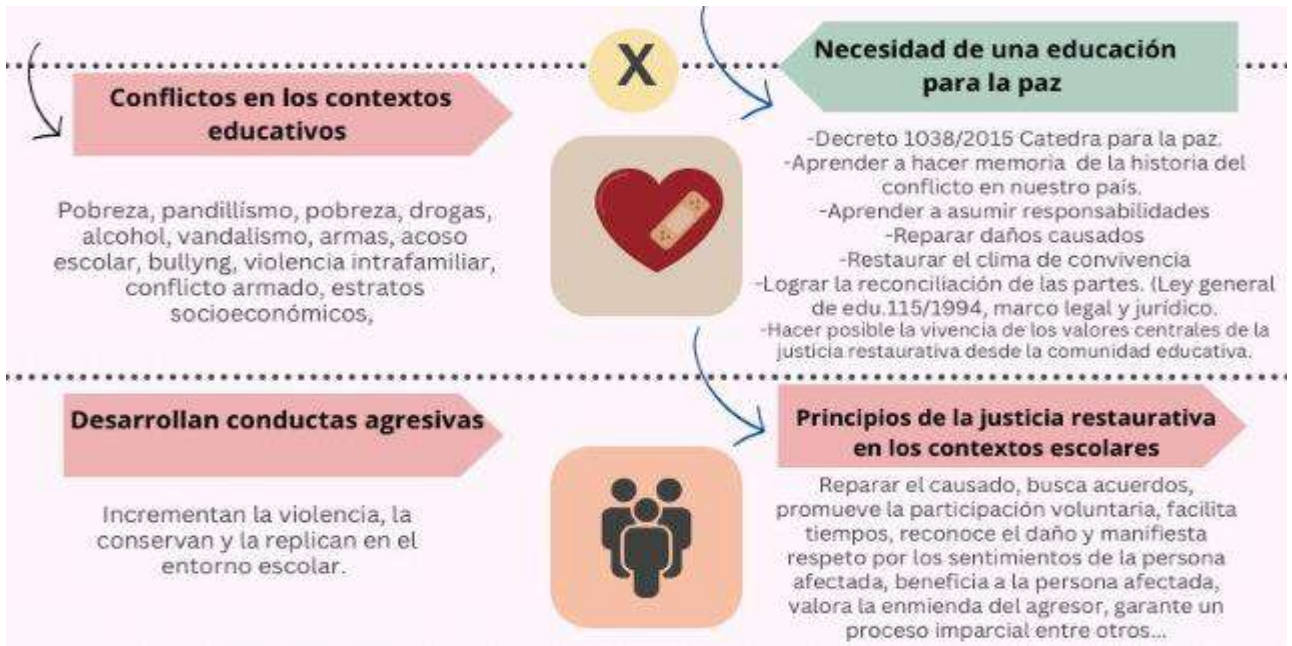 Conflictos en los contextos
educativos
Pobreza, pandillísmo, pobreza, drogas,
alcohol, vandalismo, armas, acoso
escolar, bullyng, violencia intrafamiliar,
conflicto armado, estratos
socioeconómicos,
X
Necesidad de una educación
para la paz
-Decreto 1038/2015 Catedra para la paz.
-Aprender a hacer memoria de la historia del
conflicto en nuestro país.
-Aprender a asumir responsabilidades
-Reparar daños causados
-Restaurar el clima de convivencia
-Lograr la reconciliación de las partes. (Ley general
de edu.115/1994, marco legal y jurídico.
-Hacer posible la vivencia de los valores centrales de la
justicia restaurativa desde la comunidad educativa.
Desarrollan conductas agresivas
Incrementan la violencia, la
conservan y la replican en el
entorno escolar.
Principios de la justicia restaurativa
en los contextos escolares
Reparar el causado, busca acuerdos,
promueve la participación voluntaria, facilita
tiempos, reconoce el daño y manifiesta
respeto por los sentimientos de la persona
afectada, beneficia a la persona afectada,
valora la enmienda del agresor, garante un
proceso imparcial entre otros...